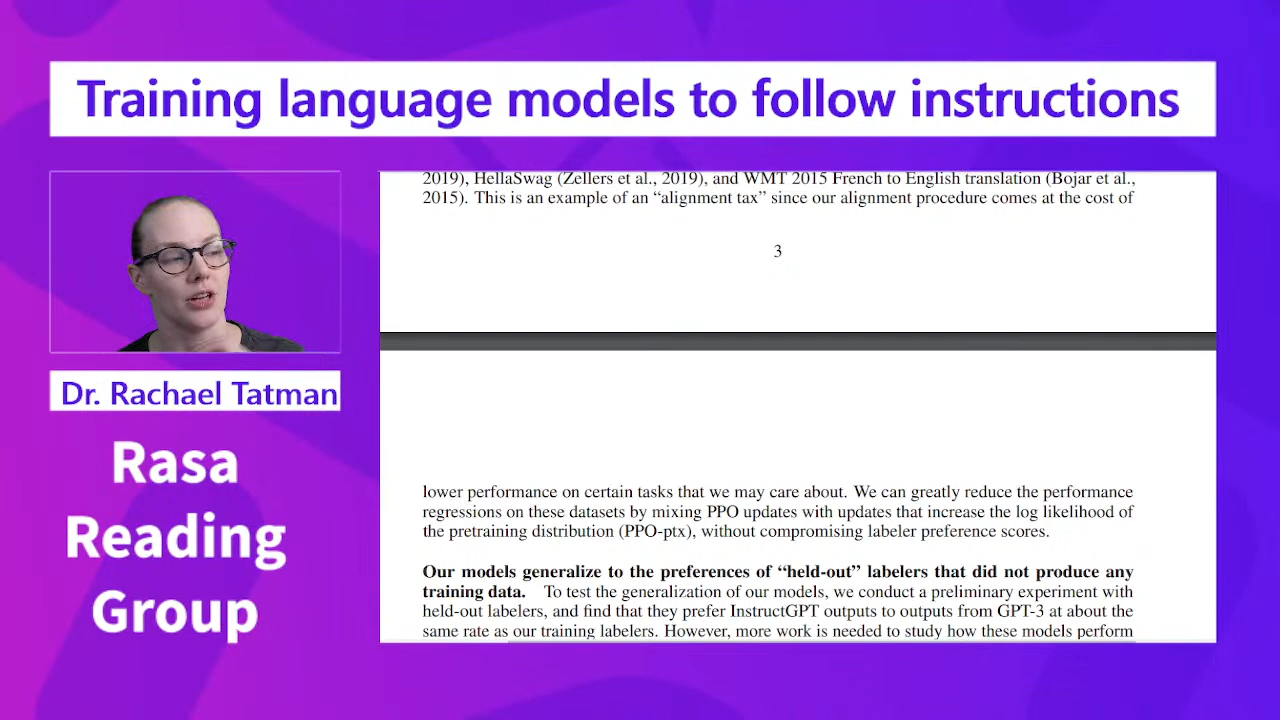 Training language models to follow instructions
2019), HellaSwag (Zellers et al., 2019), and WMT 2015 French to English translation (Bojar et al.,
2015). This is an example of an “alignment tax” since our alignment procedure comes at the cost of
3
Dr. Rachael Tatman
Rasa
Reading
Group
lower performance on certain tasks that we may care about. We can greatly reduce the performance
regressions on these datasets by mixing PPO updates with updates that increase the log likelihood of
the pretraining distribution (PPO-ptx), without compromising labeler preference scores.
Our models generalize to the preferences of “held-out” labelers that did not produce any
training data. To test the generalization of our models, we conduct a preliminary experiment with
held-out labelers, and find that they prefer InstructGPT outputs to outputs from GPT-3 at about the
same rate as our training labelers. However, more work is needed to study how these models perform